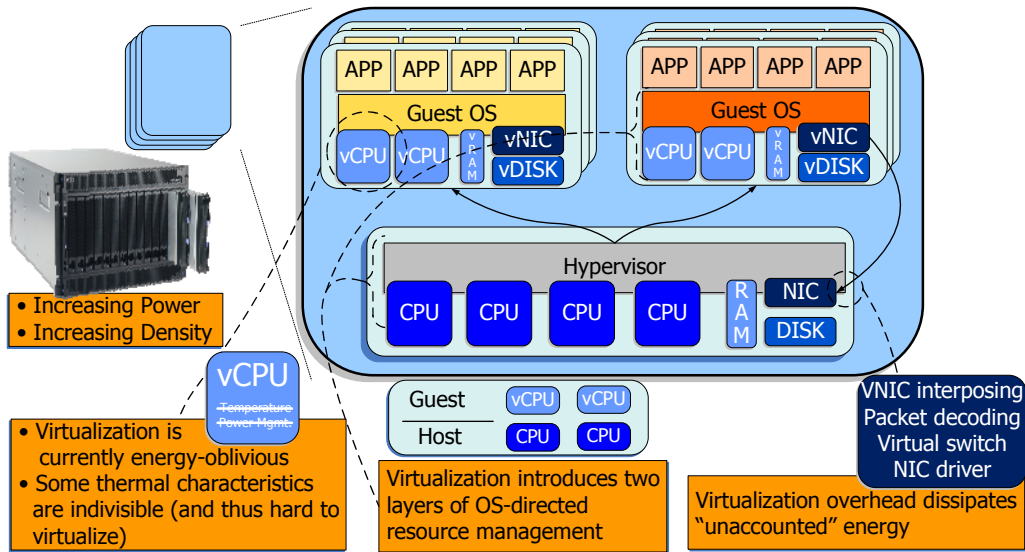 APP APP APP APP
Guest OS
vCPU vCPU vRAM vNIC
vDISK
APP APP APP APP
Guest OS
vCPU vCPU vRAM vNIC
vDISK
Hypervisor
CPU CPU CPU CPU RAM NIC
DISK
• Increasing Power
• Increasing Density
vCPU
Temperature
Power Mgmt.
• Virtualization is
currently energy-oblivious
• Some thermal characteristics
are indivisible (and thus hard to
virtualize)
Guest vCPU vCPU
Host CPU CPU
Virtualization introduces two
layers of OS-directed
resource management
VNIC interposing
Packet decoding
Virtual switch
NIC driver
Virtualization overhead dissipates
“unaccounted” energy